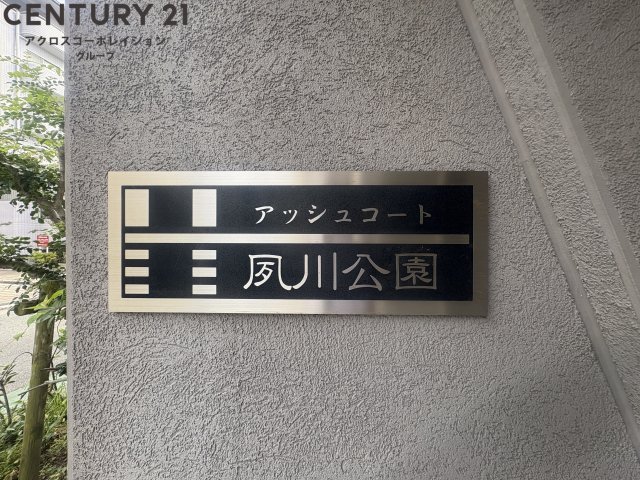 CENTURY 21
アクロスコーポレイション
グループ
アッシュコート
夙川公園